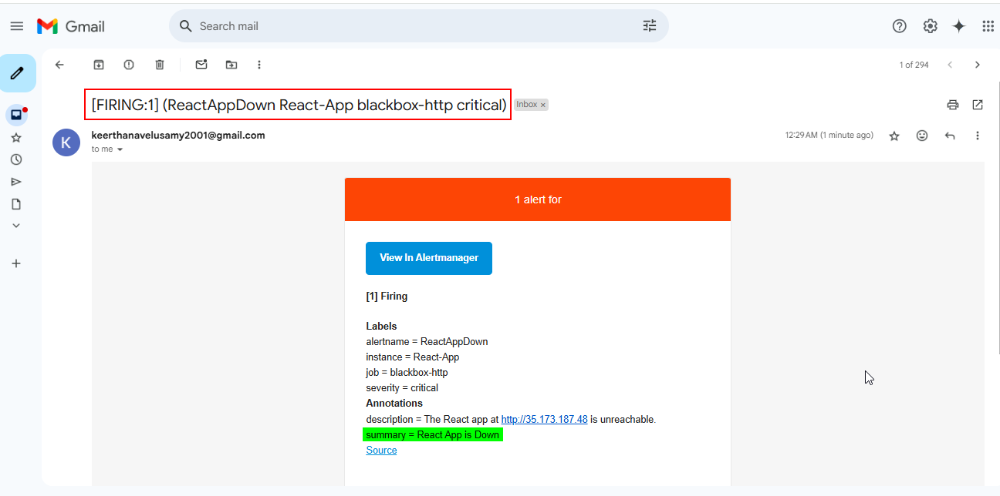 Gmail
Search mail
1 of 294
[FIRING:1] (ReactAppDown React-App blackbox-http critical)
Inbox ×
K
keerthanavelusamy2001@gmail.com
12:29 AM (1 minute ago)
to me
1 alert for
View In Alertmanager
[1] Firing
Labels
alertname = ReactAppDown
instance = React-App
job = blackbox-http
severity = critical
Annotations
description = The React app at http://35.173.187.48 is unreachable.
summary = React App is Down
Source